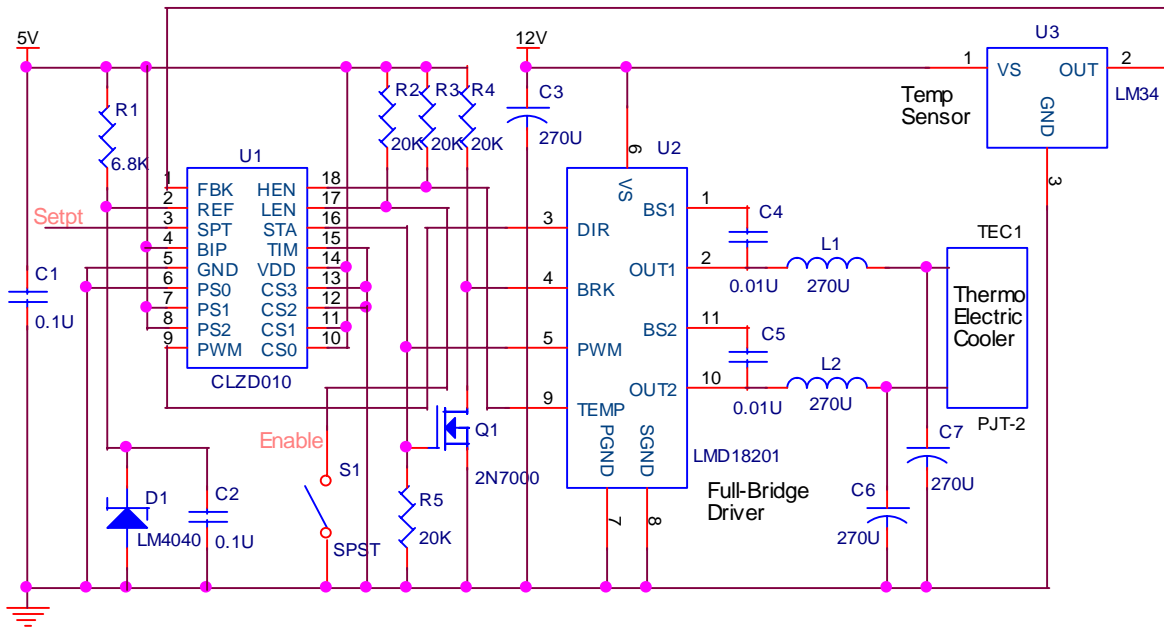 5V
12V
U3
1
VS
OUT
2
GND
3
LM34
Temp
Sensor
R1
6.8K
R2
20K
R3
20K
R4
20K
C3
270U
U1
1
2
3
4
5
6
7
8
9
FBK
REF
SPT
BIP
GND
PS0
PS1
PS2
PWM
HEN
LEN
STA
TIM
VDD
CS3
CS2
CS1
CS0
18
17
16
15
14
13
12
11
10
CLZD010
Setpt
C1
0.1U
U2
6
VS
3
DIR
4
BRK
5
PWM
9
TEMP
BS1
1
OUT1
2
BS2
11
OUT2
10
PGND
7
SGND
8
LMD18201
Full-Bridge
Driver
C4
0.01U
L1
270U
C5
0.01U
L2
270U
TEC1
Thermo
Electric
Cooler
PJT-2
C7
270U
C6
270U
Q1
2N7000
Enable
S1
SPST
R5
20K
D1
LM4040
C2
0.1U